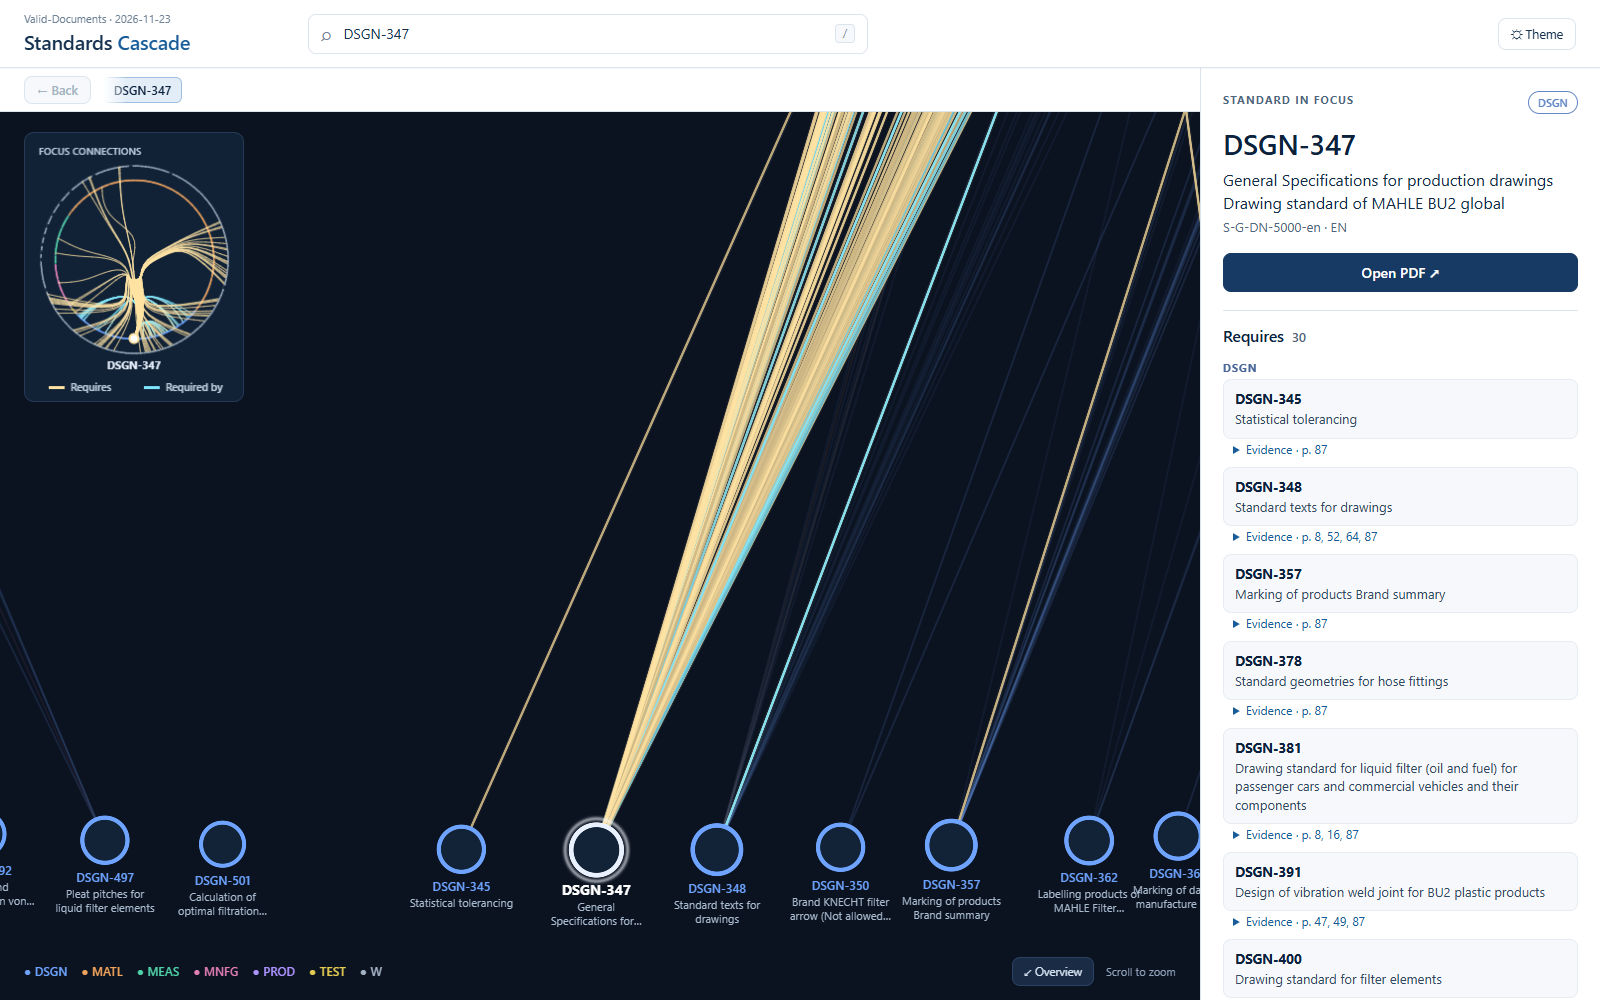 Valid-Documents · 2026-11-23
Standards Cascade
DSGN-347
/
Theme
← Back
DSGN-347
FOCUS CONNECTIONS
DSGN-347
Requires
Required by
92
DSGN-497
Pleat pitches for
liquid filter elements
DSGN-501
Calculation of
optimal filtration...
DSGN-345
Statistical tolerancing
DSGN-347
General
Specifications for...
DSGN-348
Standard texts for
drawings
DSGN-350
Brand KNECHT filter
arrow (Not allowed...
DSGN-357
Marking of products
Brand summary
DSGN-362
Labelling products of
MAHLE Filter...
DSGN-36
Marking of da
manufacture
DSGN
MATL
MEAS
MNFG
PROD
TEST
W
↙ Overview
Scroll to zoom
STANDARD IN FOCUS
DSGN
DSGN-347
General Specifications for production drawings
Drawing standard of MAHLE BU2 global
S-G-DN-5000-en · EN
Open PDF ↗
Requires 30
DSGN
DSGN-345
Statistical tolerancing
Evidence · p. 87
DSGN-348
Standard texts for drawings
Evidence · p. 8, 52, 64, 87
DSGN-357
Marking of products Brand summary
Evidence · p. 87
DSGN-378
Standard geometries for hose fittings
Evidence · p. 87
DSGN-381
Drawing standard for liquid filter (oil and fuel) for
passenger cars and commercial vehicles and their
components
Evidence · p. 8, 16, 87
DSGN-391
Design of vibration weld joint for BU2 plastic products
Evidence · p. 47, 49, 87
DSGN-400
Drawing standard for filter elements